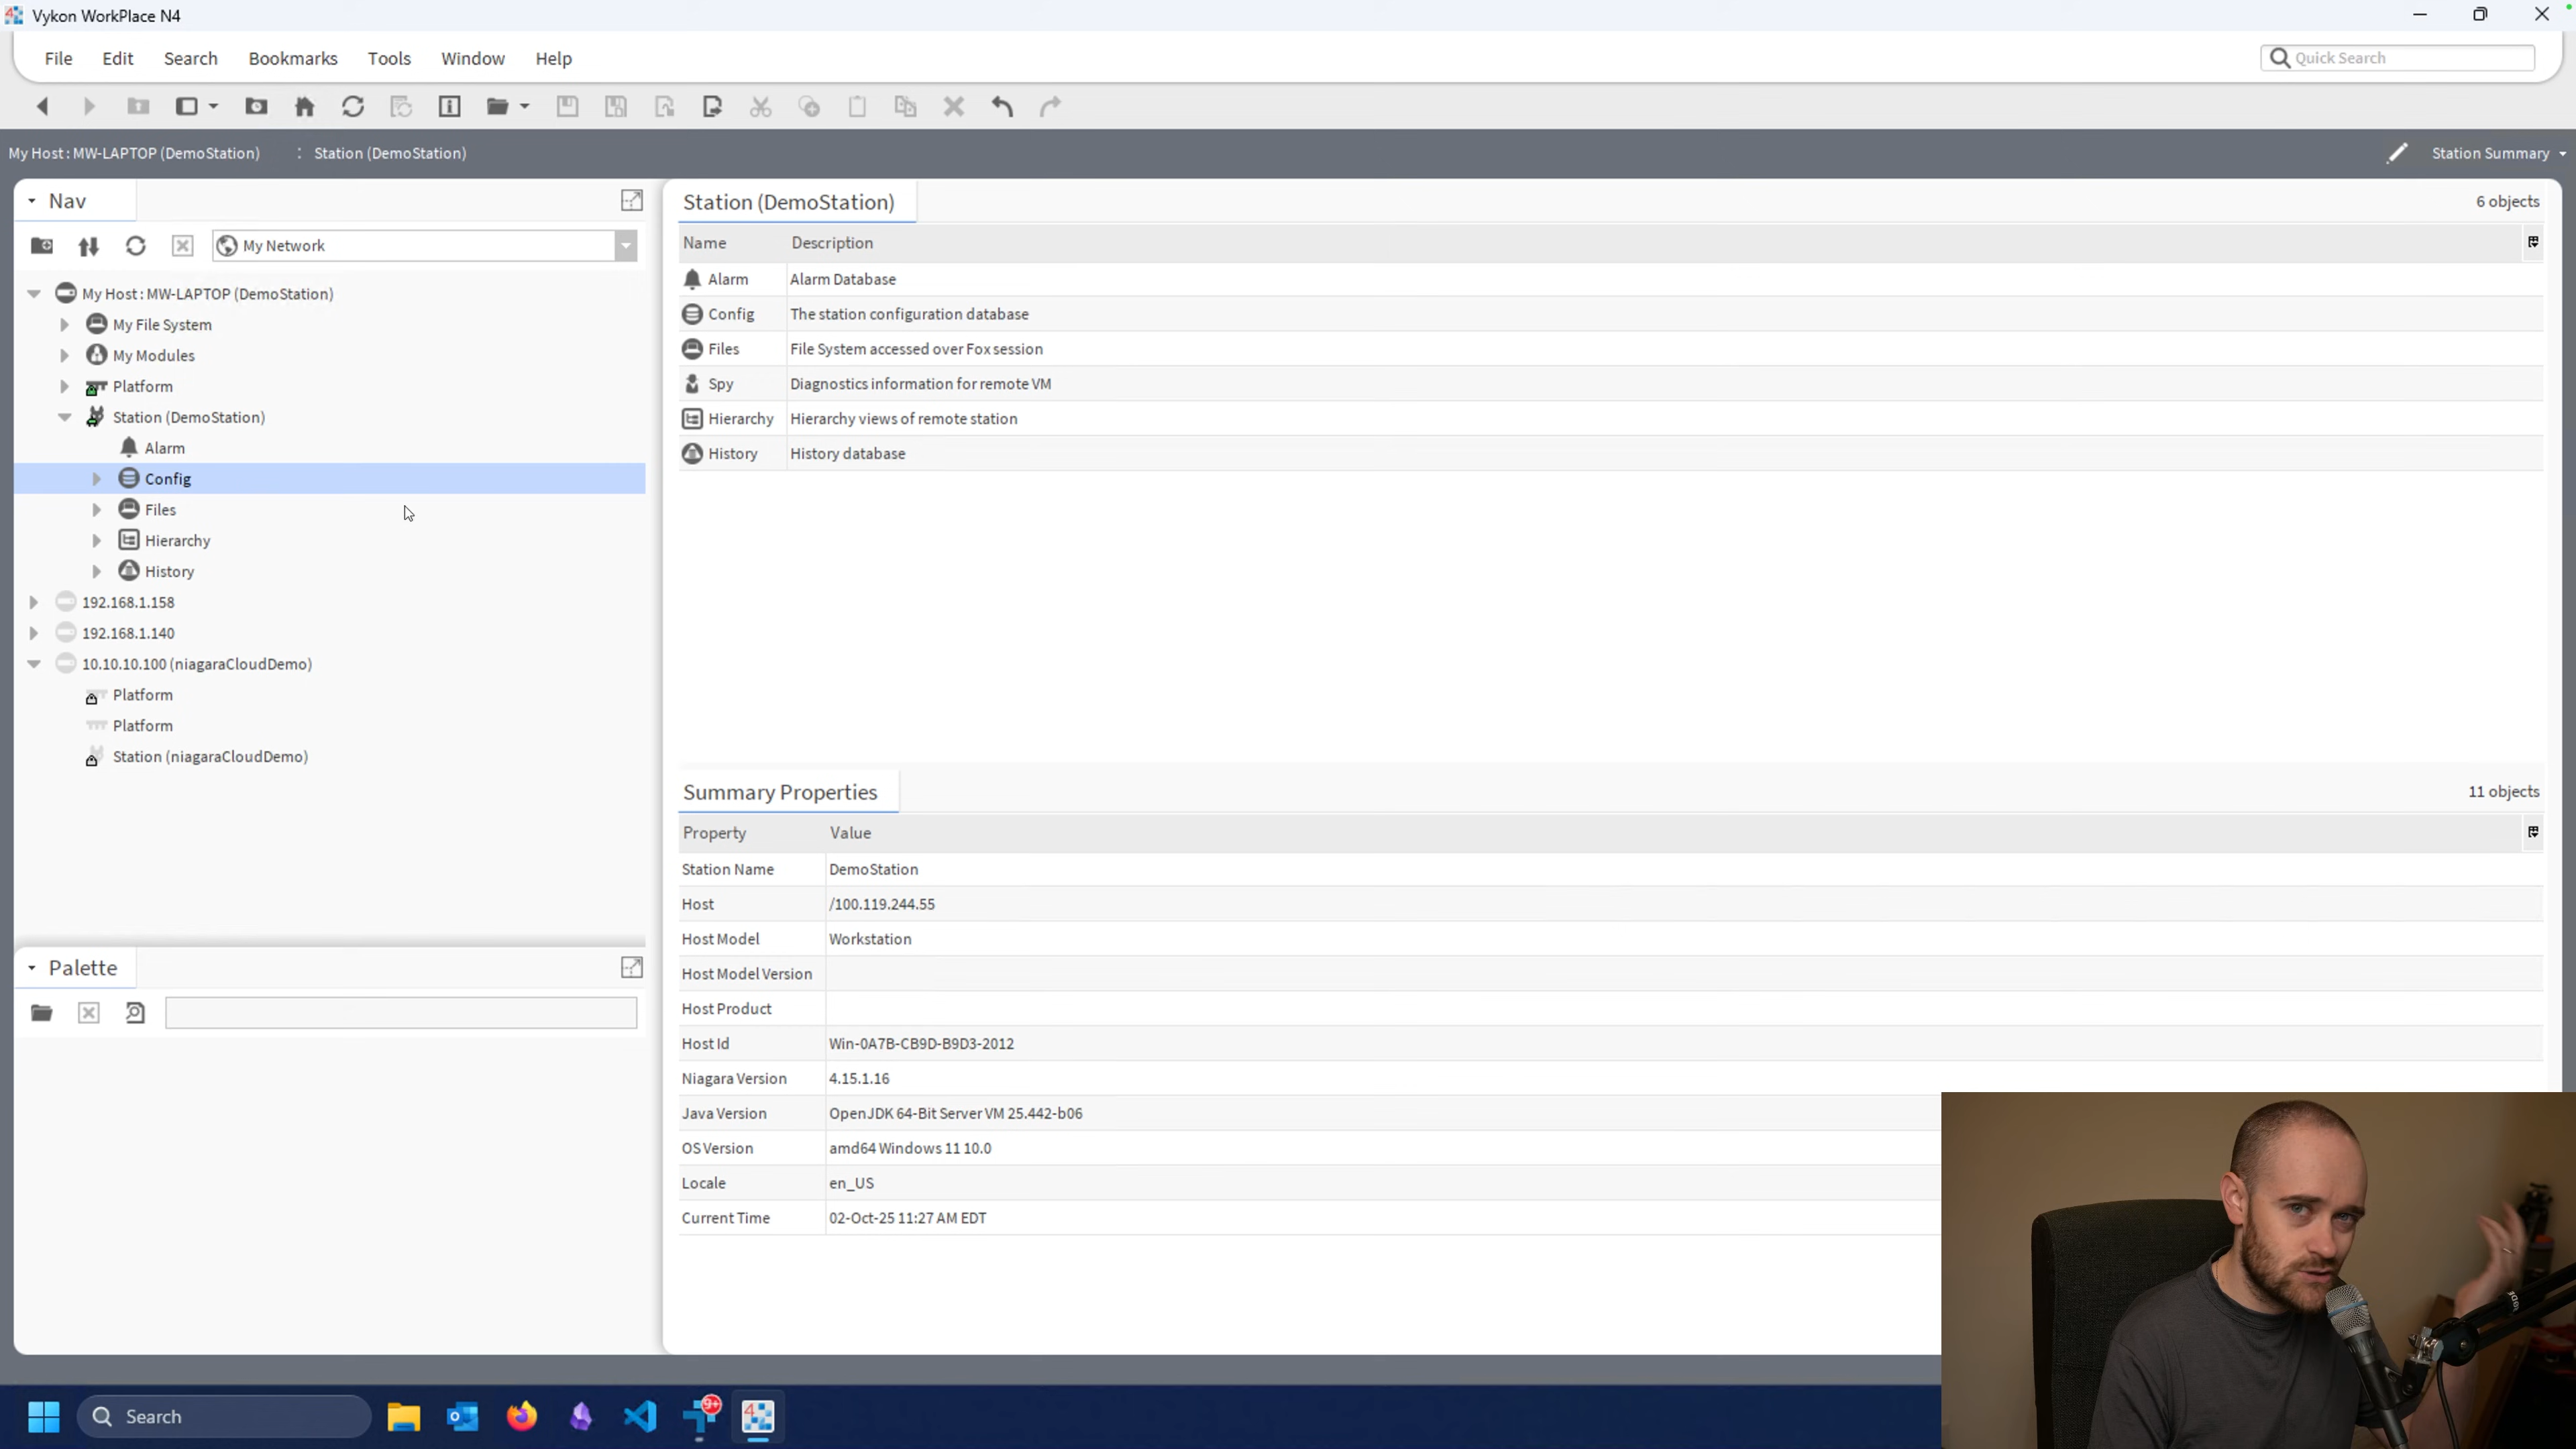 Vykon WorkPlace N4
File Edit Search Bookmarks Tools Window Help
Quick Search
My Host : MW-LAPTOP (DemoStation) : Station (DemoStation)
Station Summary
Nav
My Network
My Host : MW-LAPTOP (DemoStation)
My File System
My Modules
Platform
Station (DemoStation)
Alarm
Config
Files
Hierarchy
History
192.168.1.158
192.168.1.140
10.10.10.100 (niagaraCloudDemo)
Platform
Platform
Station (niagaraCloudDemo)
Palette
Station (DemoStation)
6 objects
Name Description
Alarm Alarm Database
Config The station configuration database
Files File System accessed over Fox session
Spy Diagnostics information for remote VM
Hierarchy Hierarchy views of remote station
History History database
Summary Properties
11 objects
Property Value
Station Name DemoStation
Host /100.119.244.55
Host Model Workstation
Host Model Version
Host Product
Host Id Win-0A7B-CB9D-B9D3-2012
Niagara Version 4.15.1.16
Java Version OpenJDK 64-Bit Server VM 25.442-b06
OS Version amd64 Windows 11 10.0
Locale en_US
Current Time 02-Oct-25 11:27 AM EDT
Search
9+
4